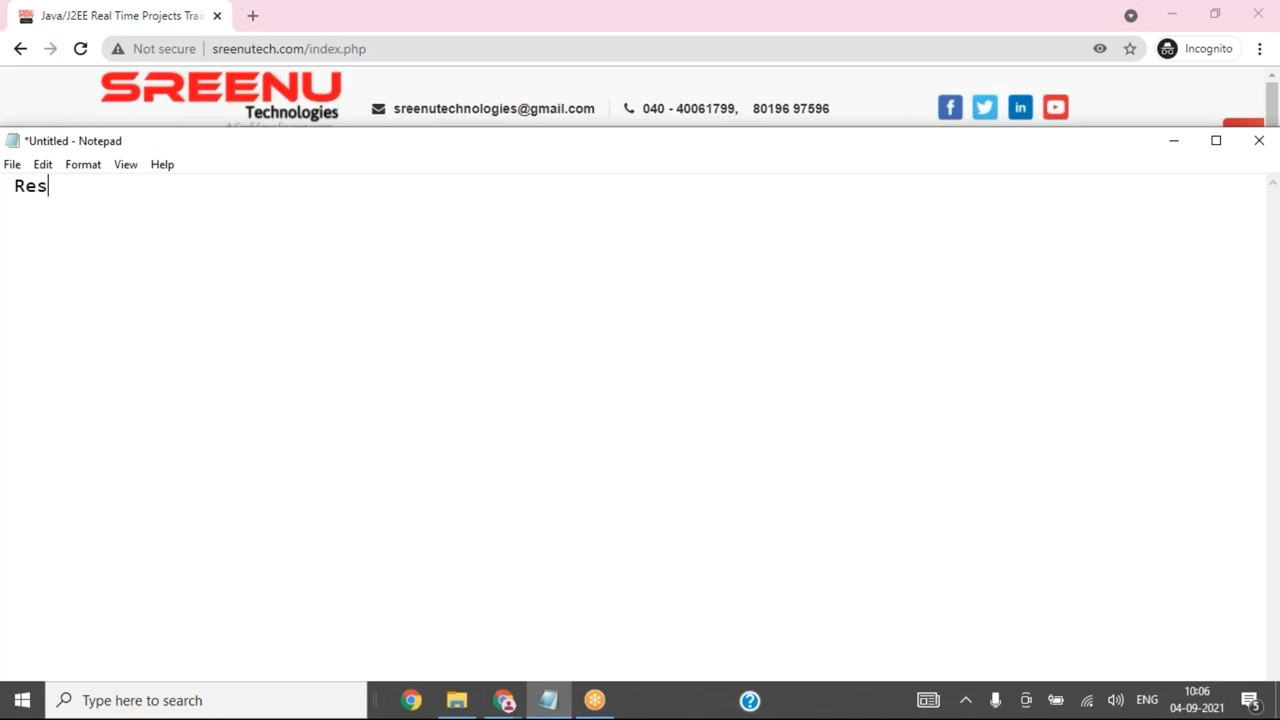 Java/J2EE Real Time Projects Trai
Not secure
sreenutech.com/index.php
Incognito
SREENU
Technologies
sreenutechnologies@gmail.com
040 - 40061799, 80196 97596
*Untitled - Notepad
File Edit Format View Help
Res
Type here to search
ENG
10:06
04-09-2021
5